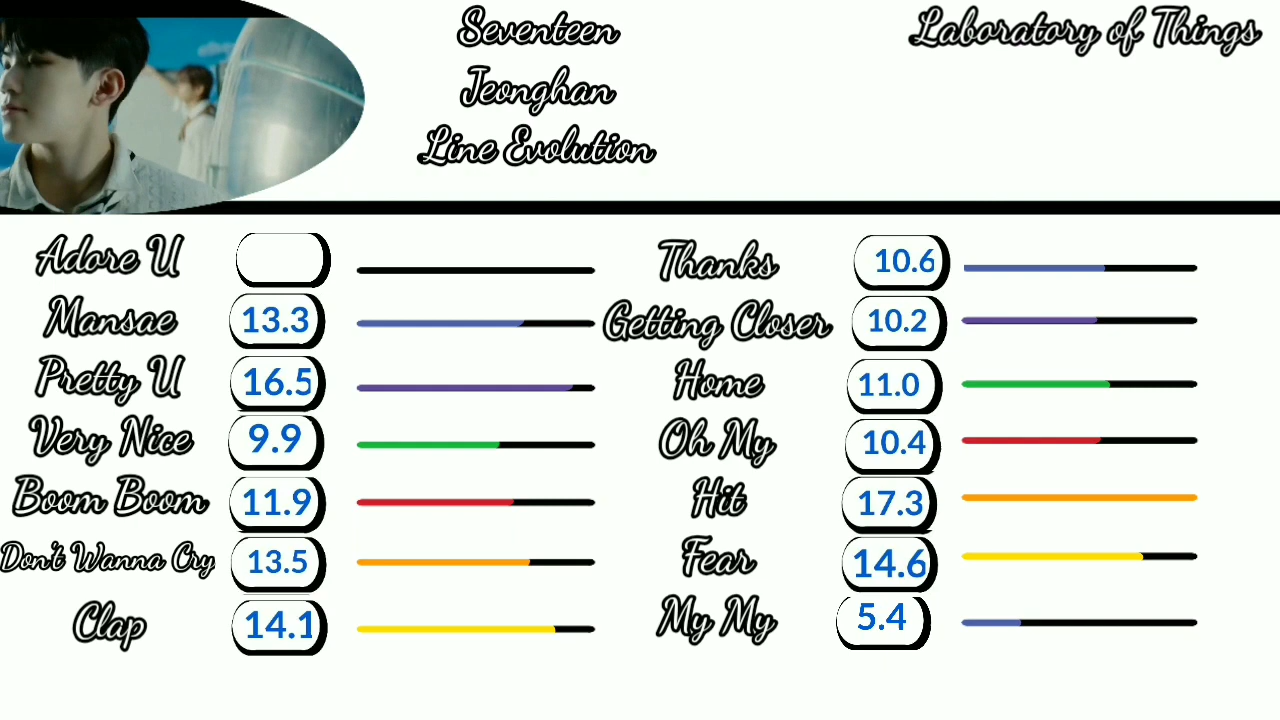 Seventeen
Jeonghan
Line Evolution
Laboratory of Things
Adore U
Mansae 13.3
Pretty U 16.5
Very Nice 9.9
Boom Boom 11.9
Don't Wanna Cry 13.5
Clap 14.1
Thanks 10.6
Getting Closer 10.2
Home 11.0
Oh My 10.4
Hit 17.3
Fear 14.6
My My 5.4